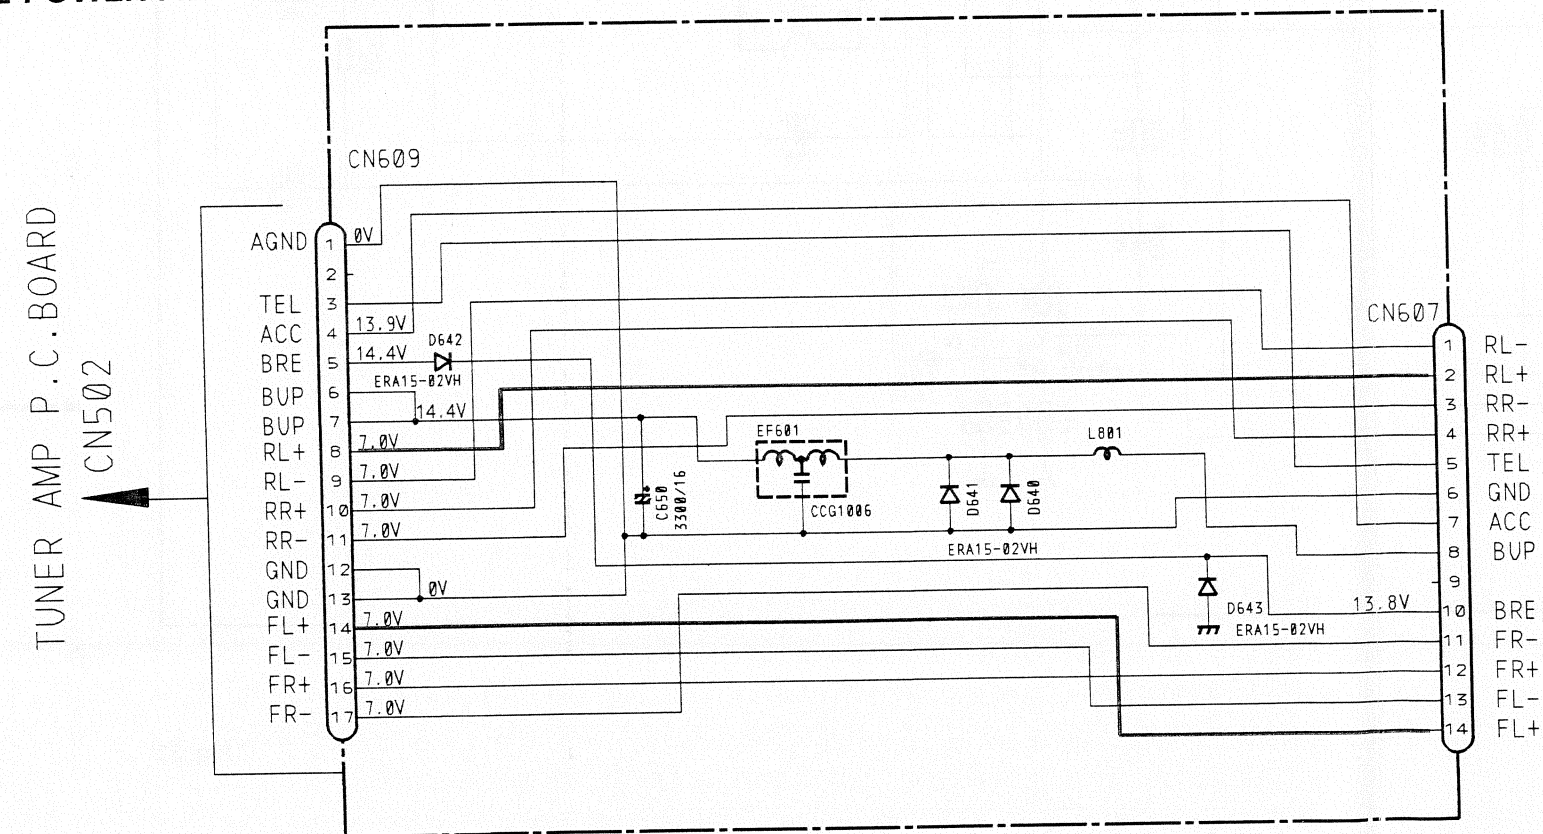 CN609
TUNER AMP P.C.BOARD
CN502
AGND 1 0V
2
TEL 3
ACC 4 13.9V
BRE 5 14.4V
D642
ERA15-02VH
BUP 6
BUP 7 14.4V
RL+ 8 7.0V
RL- 9 7.0V
RR+ 10 7.0V
RR- 11 7.0V
GND 12
GND 13 0V
FL+ 14 7.0V
FL- 15 7.0V
FR+ 16 7.0V
FR- 17 7.0V
C650
3300/16
EF601
CCG1006
D641
D640
ERA15-02VH
L801
D643
ERA15-02VH
13.8V
CN607
1 RL-
2 RL+
3 RR-
4 RR+
5 TEL
6 GND
7 ACC
8 BUP
9
10 BRE
11 FR-
12 FR+
13 FL-
14 FL+